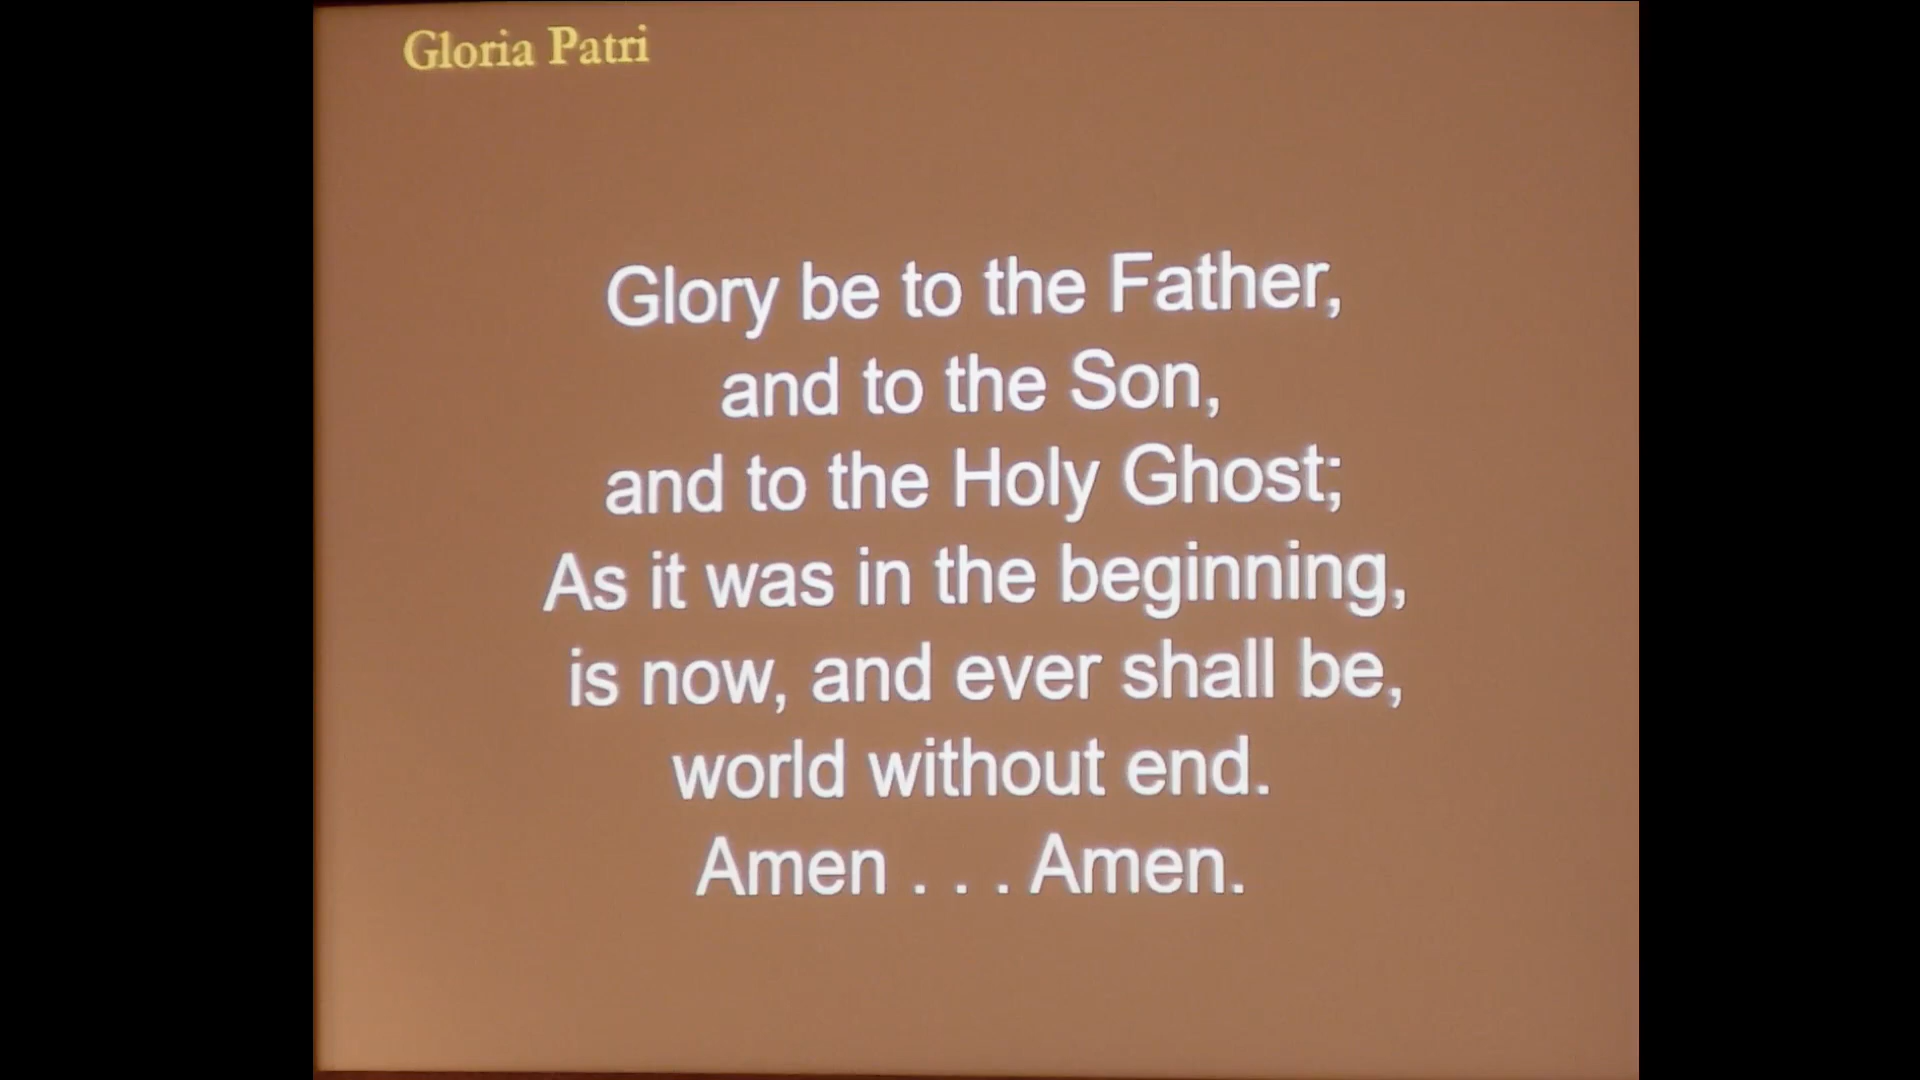 Gloria Patri
Glory be to the Father,
and to the Son,
and to the Holy Ghost;
As it was in the beginning,
is now, and ever shall be,
world without end.
Amen . . . Amen.